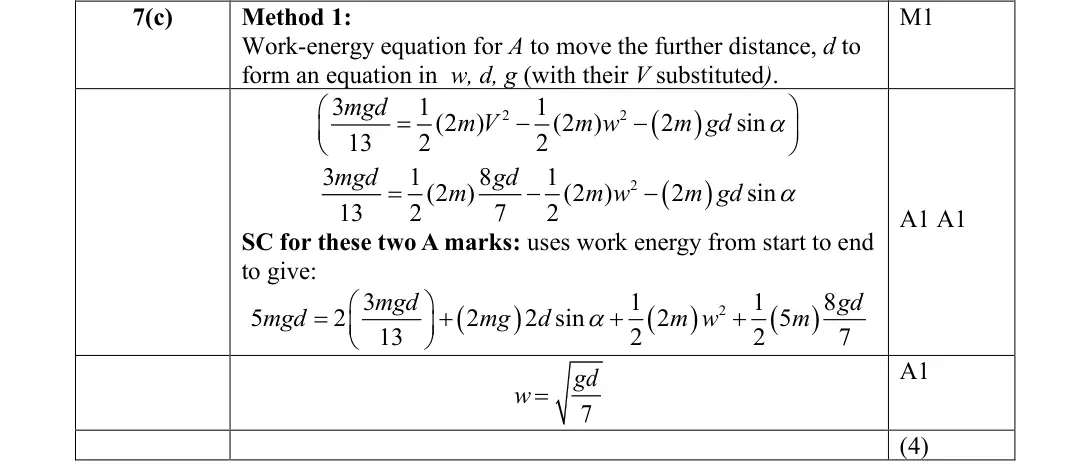 7(c) Method 1: M1
Work-energy equation for A to move the further distance, d to
form an equation in w, d, g (with their V substituted).
(3mgd/13 = 1/2(2m)V² − 1/2(2m)w² − (2m)gd sin α)
3mgd/13 = 1/2(2m)8gd/7 − 1/2(2m)w² − (2m)gd sin α
A1 A1
SC for these two A marks: uses work energy from start to end
to give:
5mgd = 2(3mgd/13) + (2mg)2d sin α + 1/2(2m)w² + 1/2(5m)8gd/7
w = √(gd/7) A1
(4)